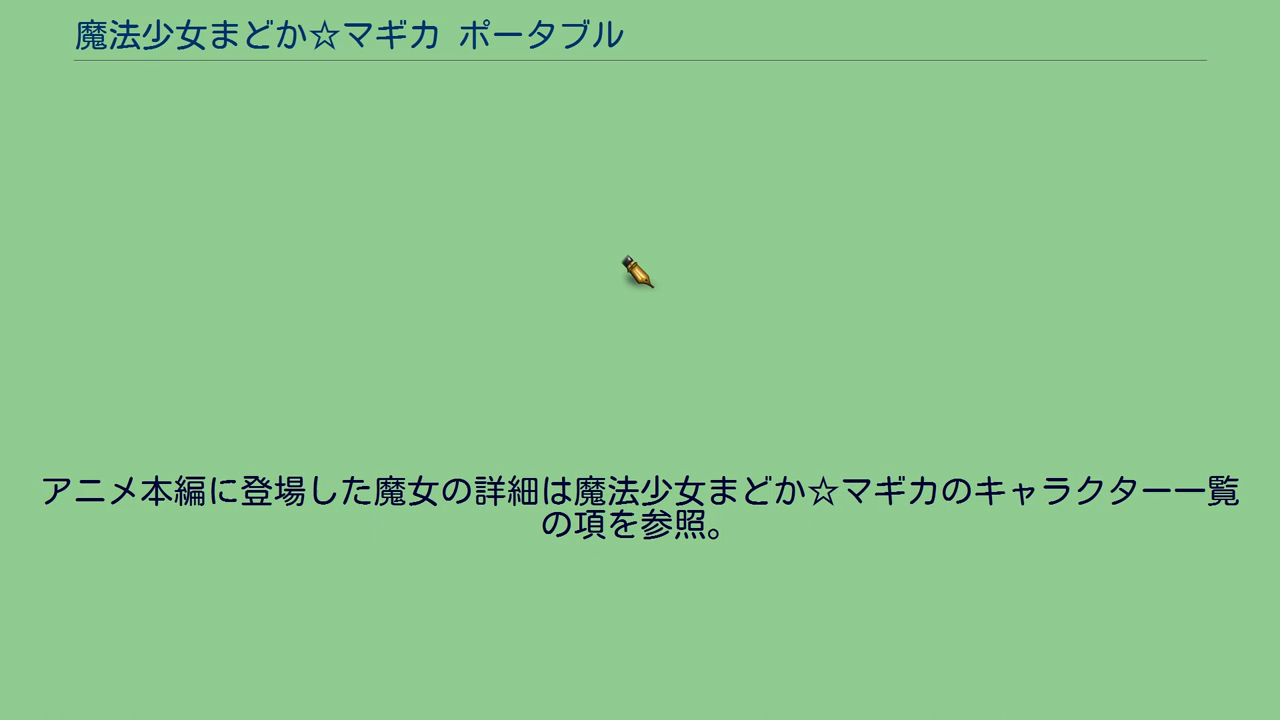 魔法少女まどか☆マギカ ポータブル
アニメ本編に登場した魔女の詳細は魔法少女まどか☆マギカのキャラクター一覧
の項を参照。